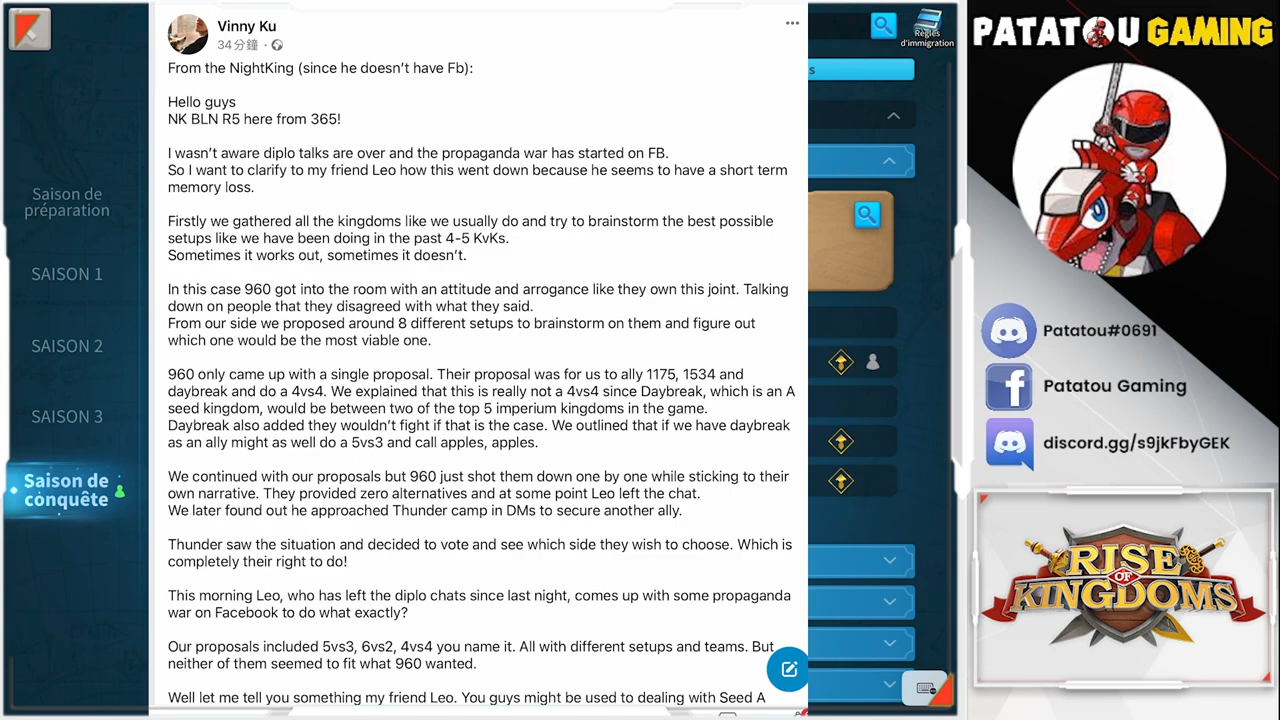 Vinny Ku
34分鐘
From the NightKing (since he doesn't have Fb):
Hello guys
NK BLN R5 here from 365!
I wasn't aware diplo talks are over and the propaganda war has started on FB.
So I want to clarify to my friend Leo how this went down because he seems to have a short term
memory loss.
Firstly we gathered all the kingdoms like we usually do and try to brainstorm the best possible
setups like we have been doing in the past 4-5 KvKs.
Sometimes it works out, sometimes it doesn't.
In this case 960 got into the room with an attitude and arrogance like they own this joint. Talking
down on people that they disagreed with what they said.
From our side we proposed around 8 different setups to brainstorm on them and figure out
which one would be the most viable one.
960 only came up with a single proposal. Their proposal was for us to ally 1175, 1534 and
daybreak and do a 4vs4. We explained that this is really not a 4vs4 since Daybreak, which is an A
seed kingdom, would be between two of the top 5 imperium kingdoms in the game.
Daybreak also added they wouldn't fight if that is the case. We outlined that if we have daybreak
as an ally might as well do a 5vs3 and call apples, apples.
We continued with our proposals but 960 just shot them down one by one while sticking to their
own narrative. They provided zero alternatives and at some point Leo left the chat.
We later found out he approached Thunder camp in DMs to secure another ally.
Thunder saw the situation and decided to vote and see which side they wish to choose. Which is
completely their right to do!
This morning Leo, who has left the diplo chats since last night, comes up with some propaganda
war on Facebook to do what exactly?
Our proposals included 5vs3, 6vs2, 4vs4 you name it. All with different setups and teams. But
neither of them seemed to fit what 960 wanted.
Well let me tell you something my friend Leo. You guys might be used to dealing with Seed A
Saison de
préparation
SAISON 1
SAISON 2
SAISON 3
Saison de
conquête
Règles
d'immigration
s
PATATOU GAMING
Patatou#0691
Patatou Gaming
discord.gg/s9jkFbyGEK
RISE
OF
KINGDOMS